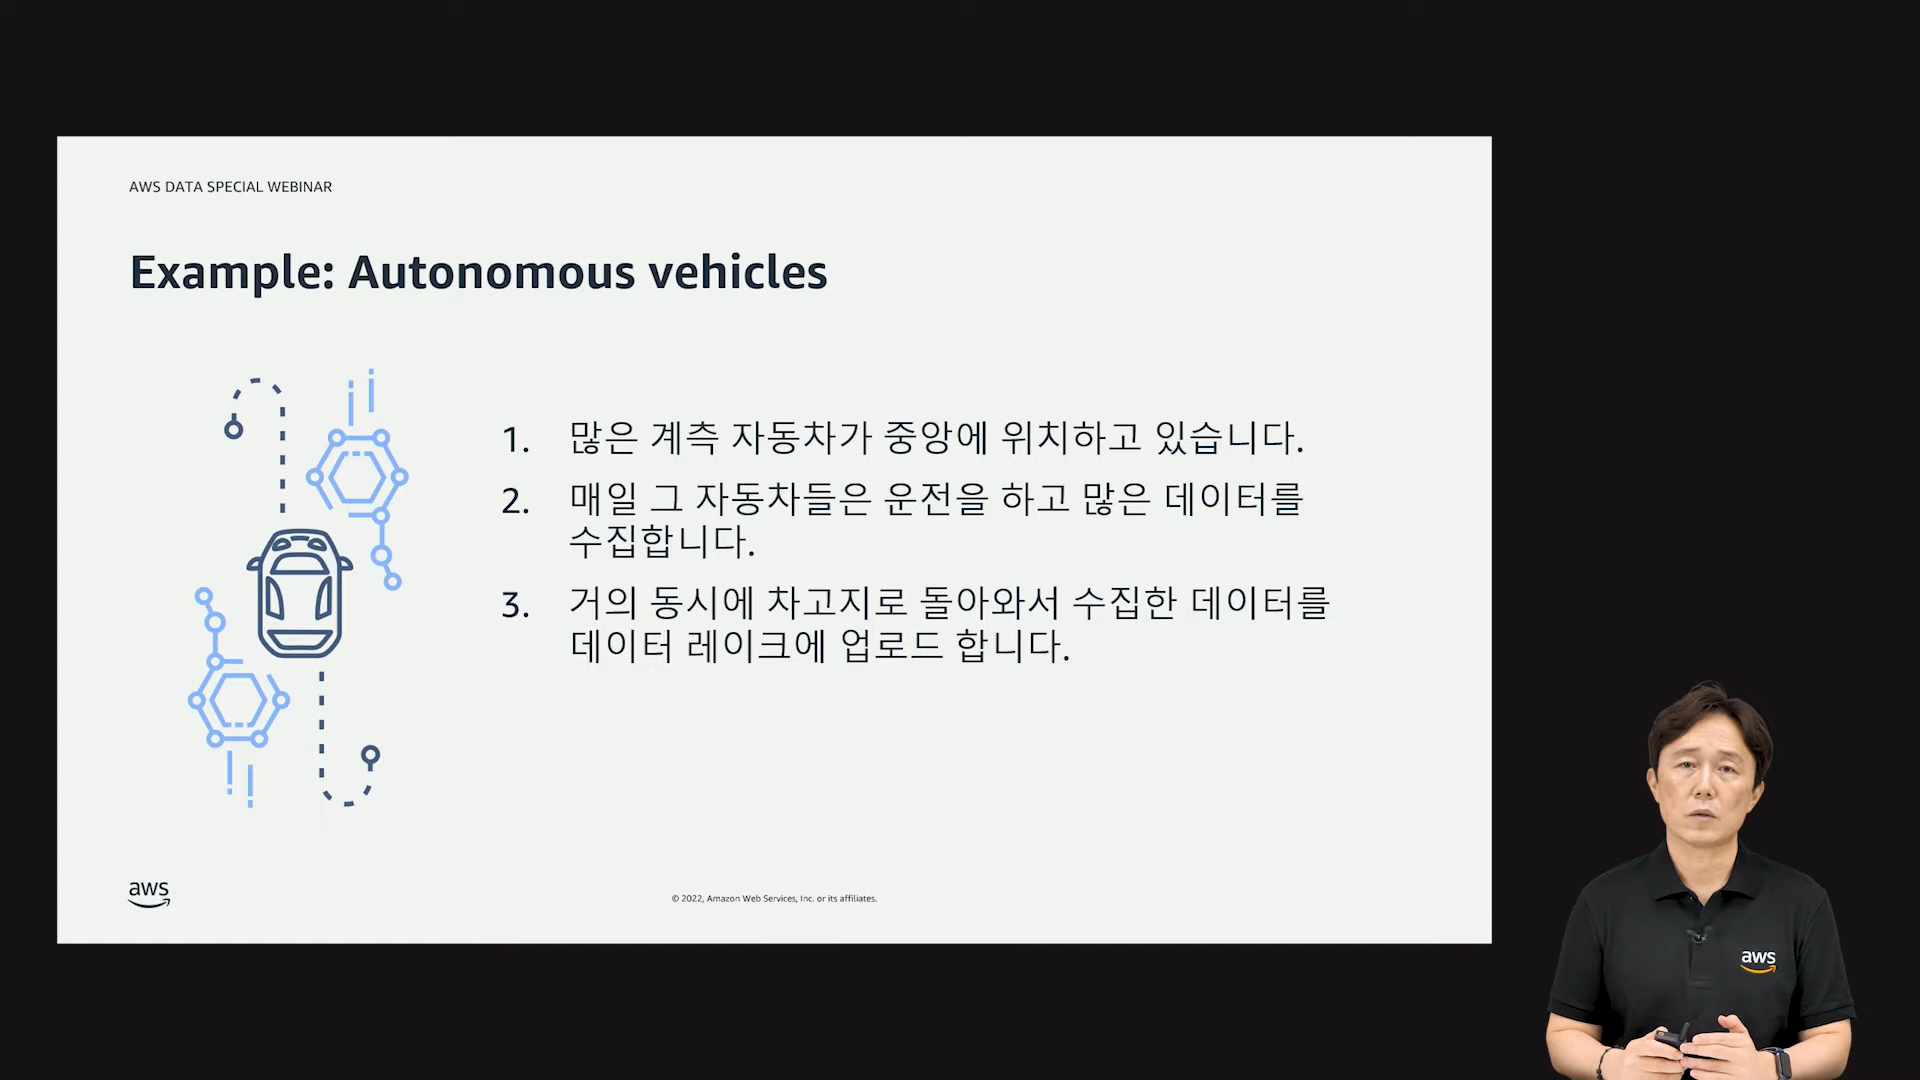 AWS DATA SPECIAL WEBINAR
Example: Autonomous vehicles
1. 많은 계측 자동차가 중앙에 위치하고 있습니다.
2. 매일 그 자동차들은 운전을 하고 많은 데이터를
수집합니다.
3. 거의 동시에 차고지로 돌아와서 수집한 데이터를
데이터 레이크에 업로드 합니다.
aws
© 2022, Amazon Web Services, Inc. or its affiliates.
aws